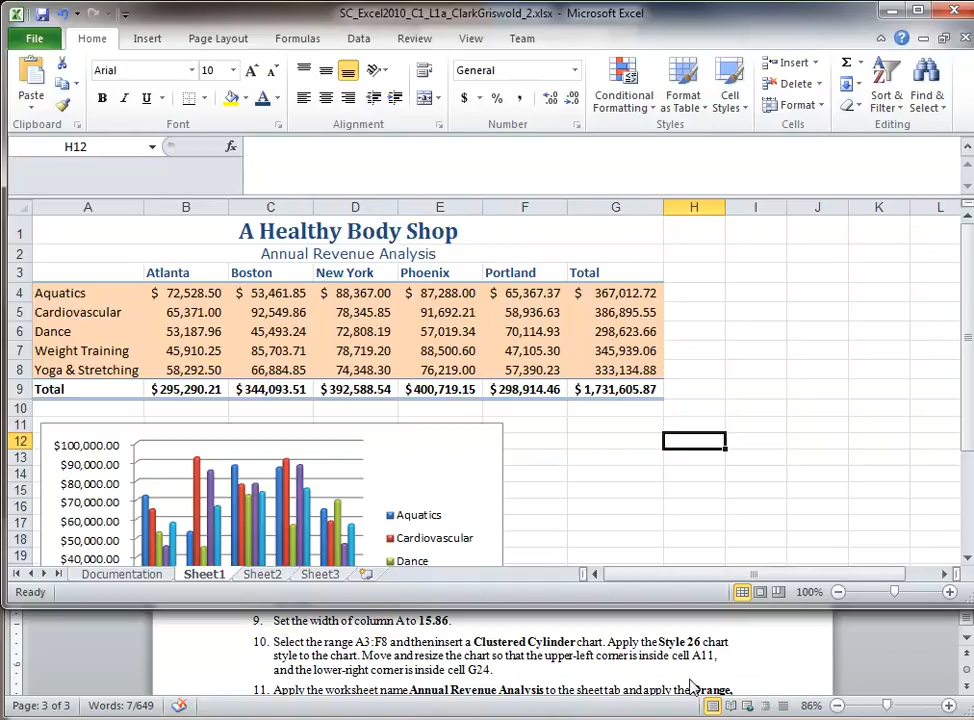 SC_Excel2010_C1_L1a_ClarkGriswold_2.xlsx - Microsoft Excel
File Home Insert Page Layout Formulas Data Review View Team
Paste
Arial 10
General
Conditional Formatting
Format as Table
Cell Styles
Insert
Delete
Format
Sort & Filter
Find & Select
Clipboard Font Alignment Number Styles Cells Editing
H12 fx
A B C D E F G H I J K L
1 A Healthy Body Shop
2 Annual Revenue Analysis
3 Atlanta Boston New York Phoenix Portland Total
4 Aquatics $ 72,528.50 $ 53,461.85 $ 88,367.00 $ 87,288.00 $ 65,367.37 $ 367,012.72
5 Cardiovascular 65,371.00 92,549.86 78,345.85 91,692.21 58,936.63 386,895.55
6 Dance 53,187.96 45,493.24 72,808.19 57,019.34 70,114.93 298,623.66
7 Weight Training 45,910.25 85,703.71 78,719.20 88,500.60 47,105.30 345,939.06
8 Yoga & Stretching 58,292.50 66,884.85 74,348.30 76,219.00 57,390.23 333,134.88
9 Total $ 295,290.21 $ 344,093.51 $ 392,588.54 $ 400,719.15 $ 298,914.46 $ 1,731,605.87
10
11
12 $100,000.00
13 $90,000.00
14 $80,000.00
15 $70,000.00
16 $60,000.00 Aquatics
17 $50,000.00 Cardiovascular
18 $40,000.00 Dance
19
Documentation Sheet1 Sheet2 Sheet3
Ready 100%
9. Set the width of column A to 15.86.
10. Select the range A3:F8 and then insert a Clustered Cylinder chart. Apply the Style 26 chart
style to the chart. Move and resize the chart so that the upper-left corner is inside cell A11,
and the lower-right corner is inside cell G24.
11. Apply the worksheet name Annual Revenue Analysis to the sheet tab and apply the Orange,
Page: 3 of 3 Words: 7/649 86%